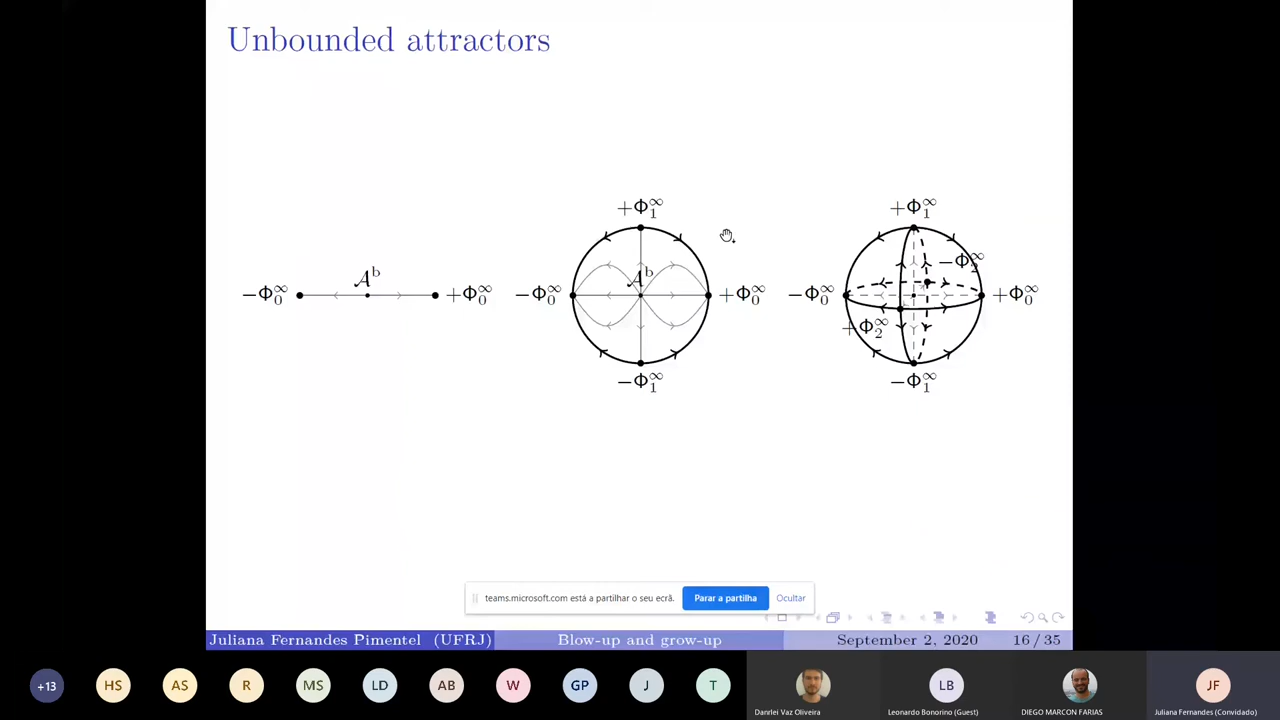 Unbounded attractors
+Φ₁^∞
+Φ₁^∞
𝒜^b
𝒜^b
−Φ₂^∞
−Φ₀^∞
+Φ₀^∞
−Φ₀^∞
+Φ₀^∞
−Φ₀^∞
+Φ₀^∞
+Φ₂^∞
−Φ₁^∞
−Φ₁^∞
teams.microsoft.com está a partilhar o seu ecrã. Parar a partilha Ocultar
Juliana Fernandes Pimentel (UFRJ) Blow-up and grow-up September 2, 2020 16 / 35
+13 HS AS R MS LD AB W GP J T LB JF
Danrlei Vaz Oliveira Leonardo Bonorino (Guest) DIEGO MARCON FARIAS Juliana Fernandes (Convidado)